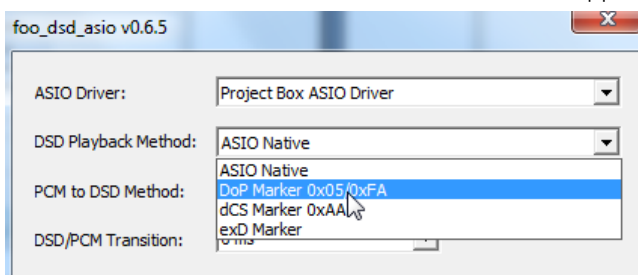 foo_dsd_asio v0.6.5
ASIO Driver: Project Box ASIO Driver
DSD Playback Method: ASIO Native
ASIO Native
PCM to DSD Method: DoP Marker 0x05/0xFA
dCS Marker 0xAA
exD Marker
DSD/PCM Transition: